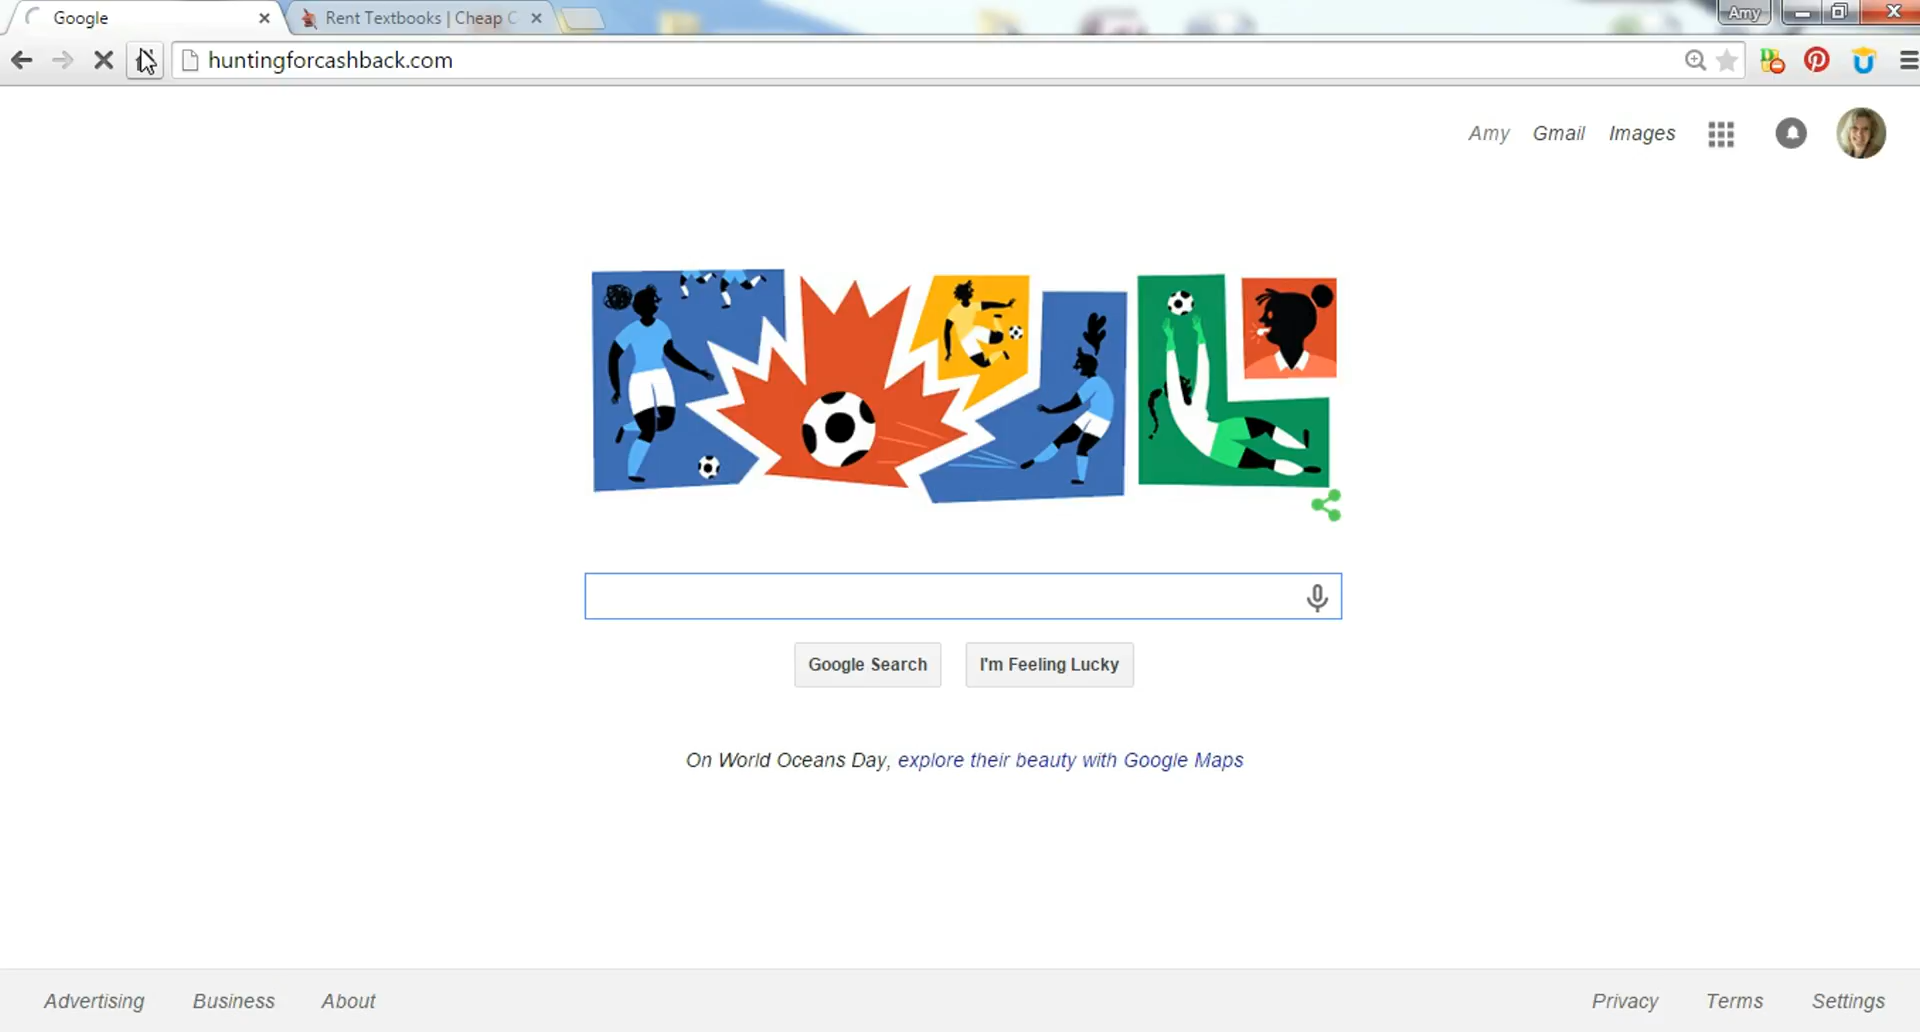 Google
Rent Textbooks | Cheap C
Amy
huntingforcashback.com
Amy Gmail Images
Google Search
I'm Feeling Lucky
On World Oceans Day, explore their beauty with Google Maps
Advertising Business About
Privacy Terms Settings